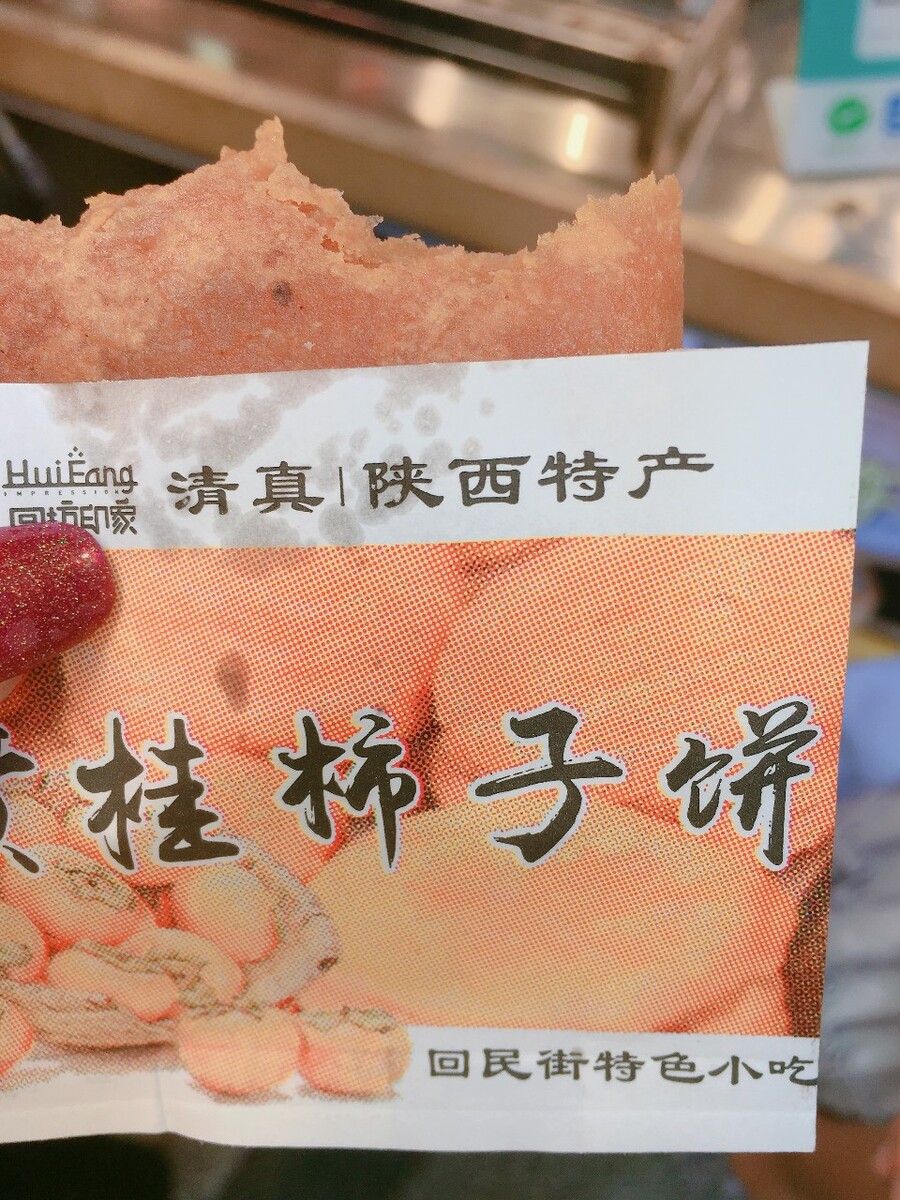 HuiFang
IMPRESSION
回坊印象
清真|陕西特产
桂柿子饼
回民街特色小吃